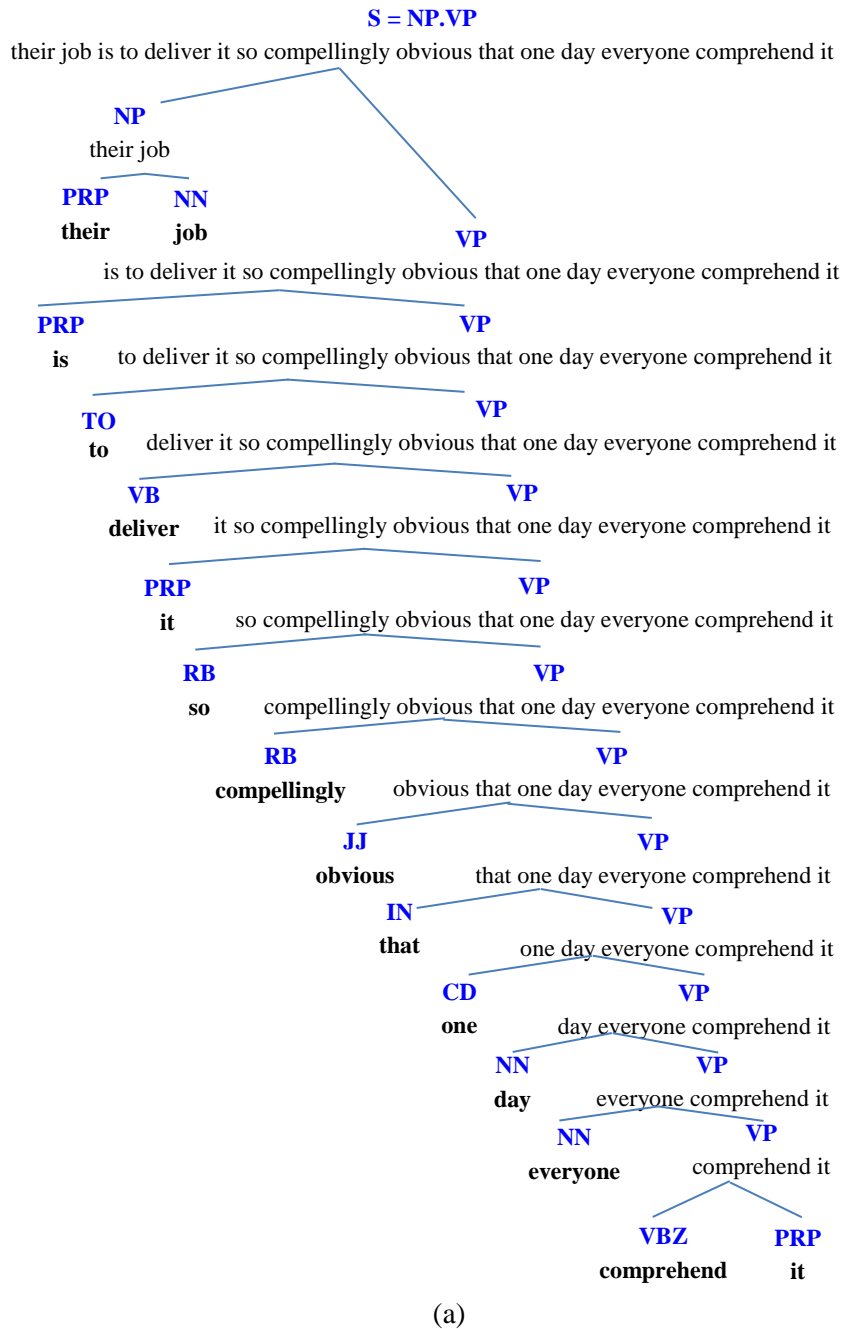 S = NP.VP
their job is to deliver it so compellingly obvious that one day everyone comprehend it
NP
their job
PRP NN
their job
VP
is to deliver it so compellingly obvious that one day everyone comprehend it
PRP VP
is to deliver it so compellingly obvious that one day everyone comprehend it
TO VP
to deliver it so compellingly obvious that one day everyone comprehend it
VB VP
deliver it so compellingly obvious that one day everyone comprehend it
PRP VP
it so compellingly obvious that one day everyone comprehend it
RB VP
so compellingly obvious that one day everyone comprehend it
RB VP
compellingly obvious that one day everyone comprehend it
JJ VP
obvious that one day everyone comprehend it
IN VP
that one day everyone comprehend it
CD VP
one day everyone comprehend it
NN VP
day everyone comprehend it
NN VP
everyone comprehend it
VBZ PRP
comprehend it
(a)